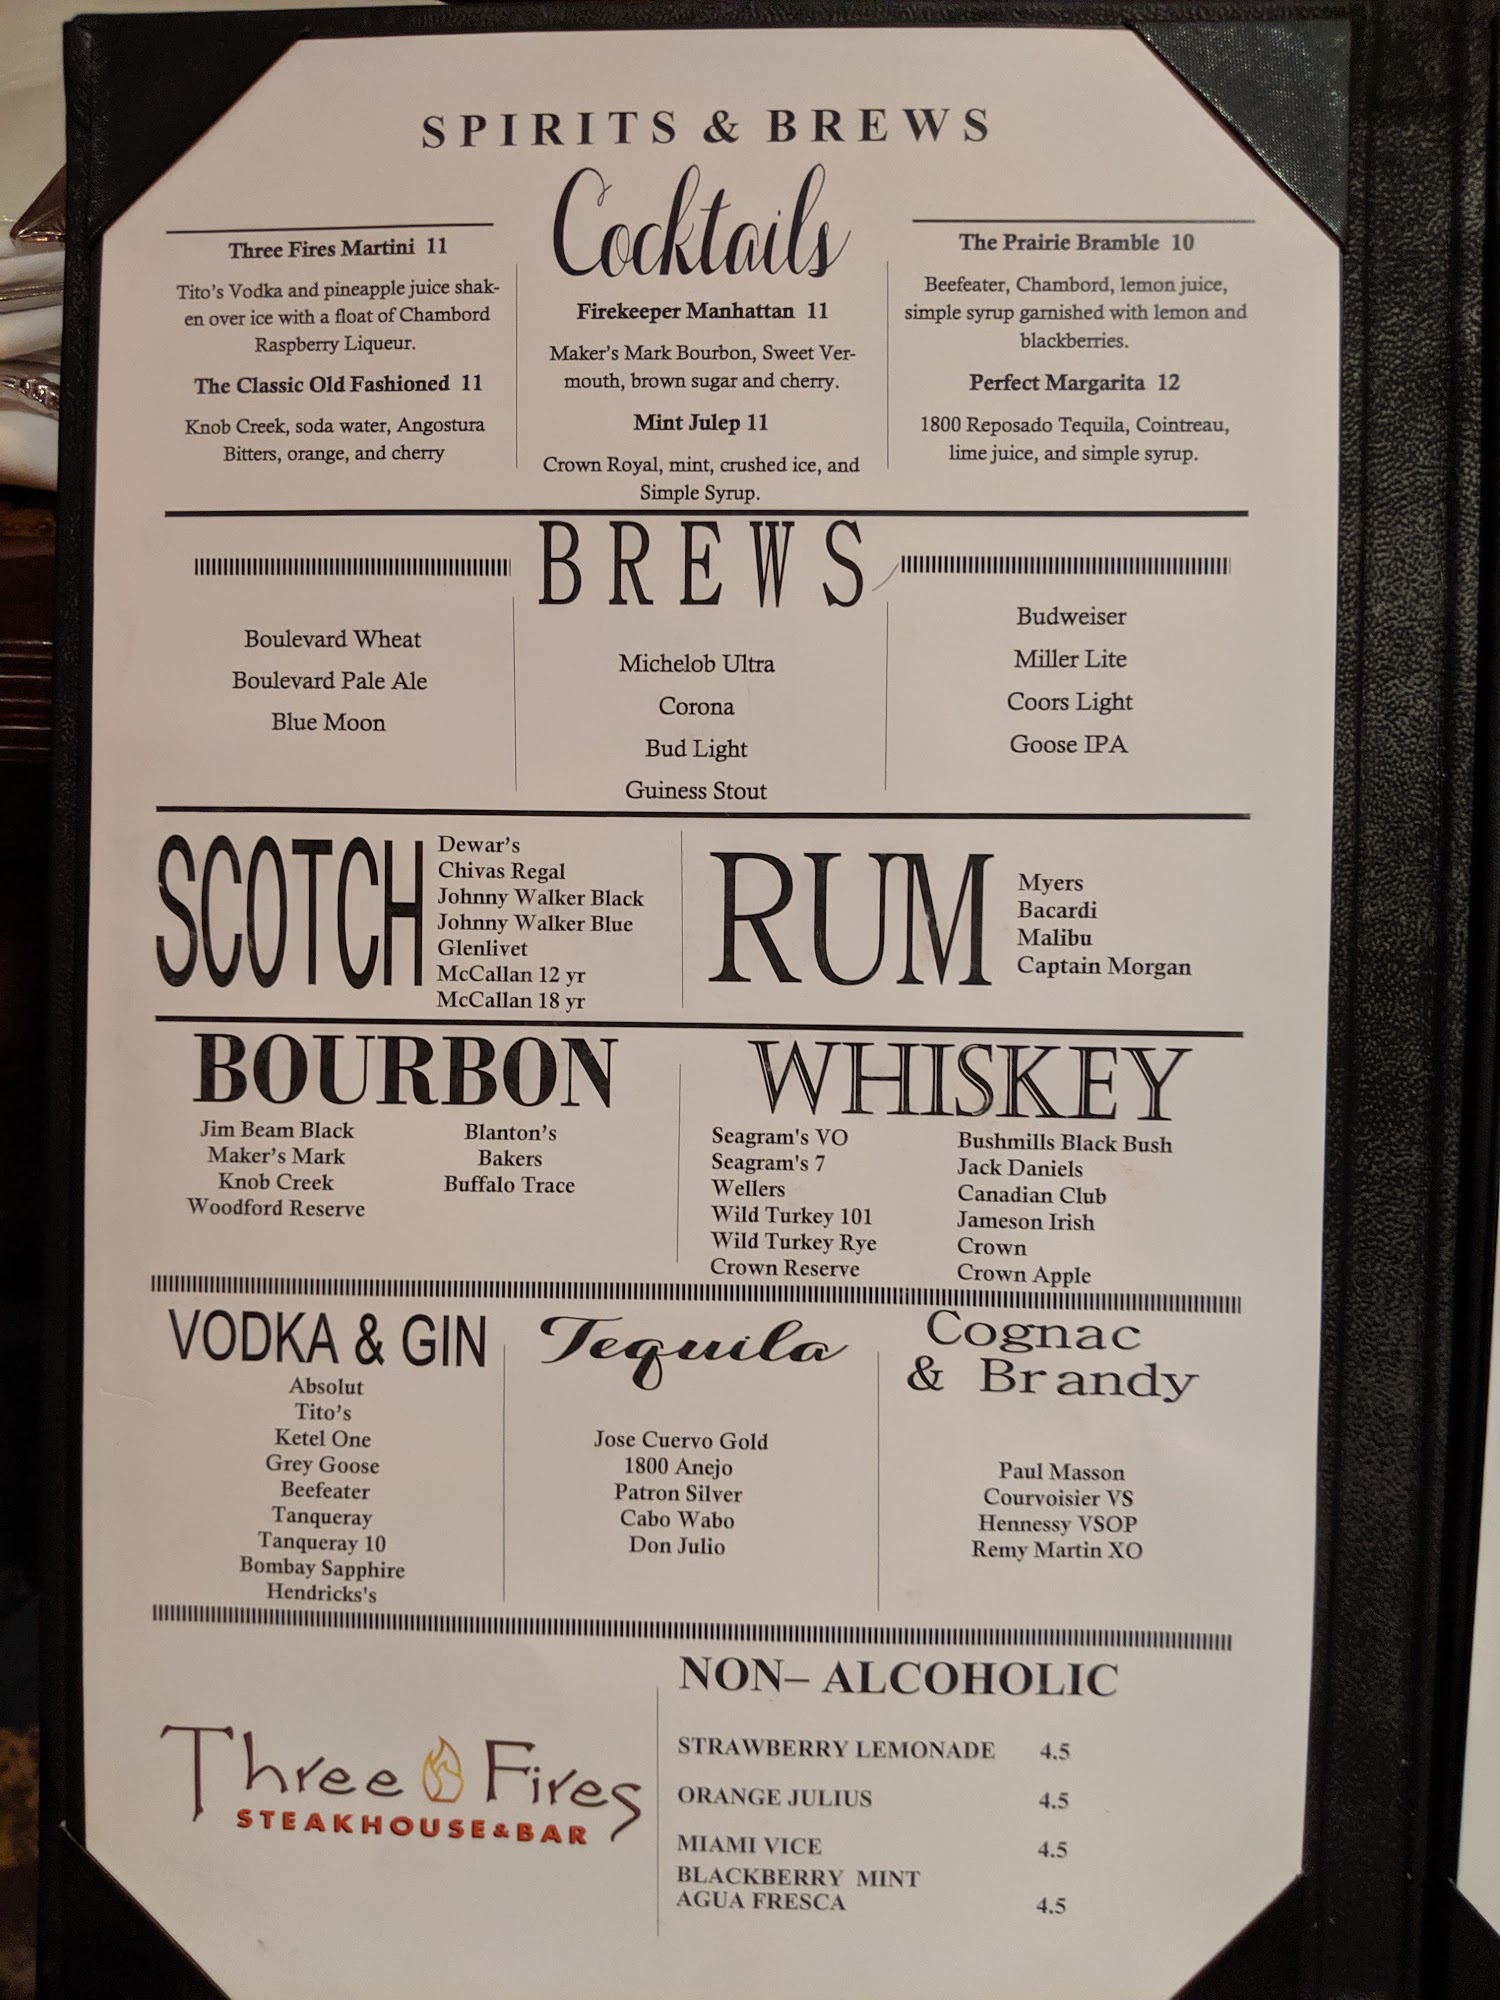 SPIRITS & BREWS
Cocktails
Three Fires Martini 11
Tito's Vodka and pineapple juice shak-
en over ice with a float of Chambord
Raspberry Liqueur.
The Classic Old Fashioned 11
Knob Creek, soda water, Angostura
Bitters, orange, and cherry
Firekeeper Manhattan 11
Maker's Mark Bourbon, Sweet Ver-
mouth, brown sugar and cherry.
Mint Julep 11
Crown Royal, mint, crushed ice, and
Simple Syrup.
The Prairie Bramble 10
Beefeater, Chambord, lemon juice,
simple syrup garnished with lemon and
blackberries.
Perfect Margarita 12
1800 Reposado Tequila, Cointreau,
lime juice, and simple syrup.
BREWS
Boulevard Wheat
Boulevard Pale Ale
Blue Moon
Michelob Ultra
Corona
Bud Light
Guiness Stout
Budweiser
Miller Lite
Coors Light
Goose IPA
SCOTCH
Dewar's
Chivas Regal
Johnny Walker Black
Johnny Walker Blue
Glenlivet
McCallan 12 yr
McCallan 18 yr
RUM
Myers
Bacardi
Malibu
Captain Morgan
BOURBON
Jim Beam Black
Maker's Mark
Knob Creek
Woodford Reserve
Blanton's
Bakers
Buffalo Trace
WHISKEY
Seagram's VO
Seagram's 7
Wellers
Wild Turkey 101
Wild Turkey Rye
Crown Reserve
Bushmills Black Bush
Jack Daniels
Canadian Club
Jameson Irish
Crown
Crown Apple
VODKA & GIN
Absolut
Tito's
Ketel One
Grey Goose
Beefeater
Tanqueray
Tanqueray 10
Bombay Sapphire
Hendricks's
Tequila
Jose Cuervo Gold
1800 Anejo
Patron Silver
Cabo Wabo
Don Julio
Cognac
& Brandy
Paul Masson
Courvoisier VS
Hennessy VSOP
Remy Martin XO
Three Fires
STEAKHOUSE & BAR
NON– ALCOHOLIC
STRAWBERRY LEMONADE 4.5
ORANGE JULIUS 4.5
MIAMI VICE 4.5
BLACKBERRY MINT
AGUA FRESCA 4.5